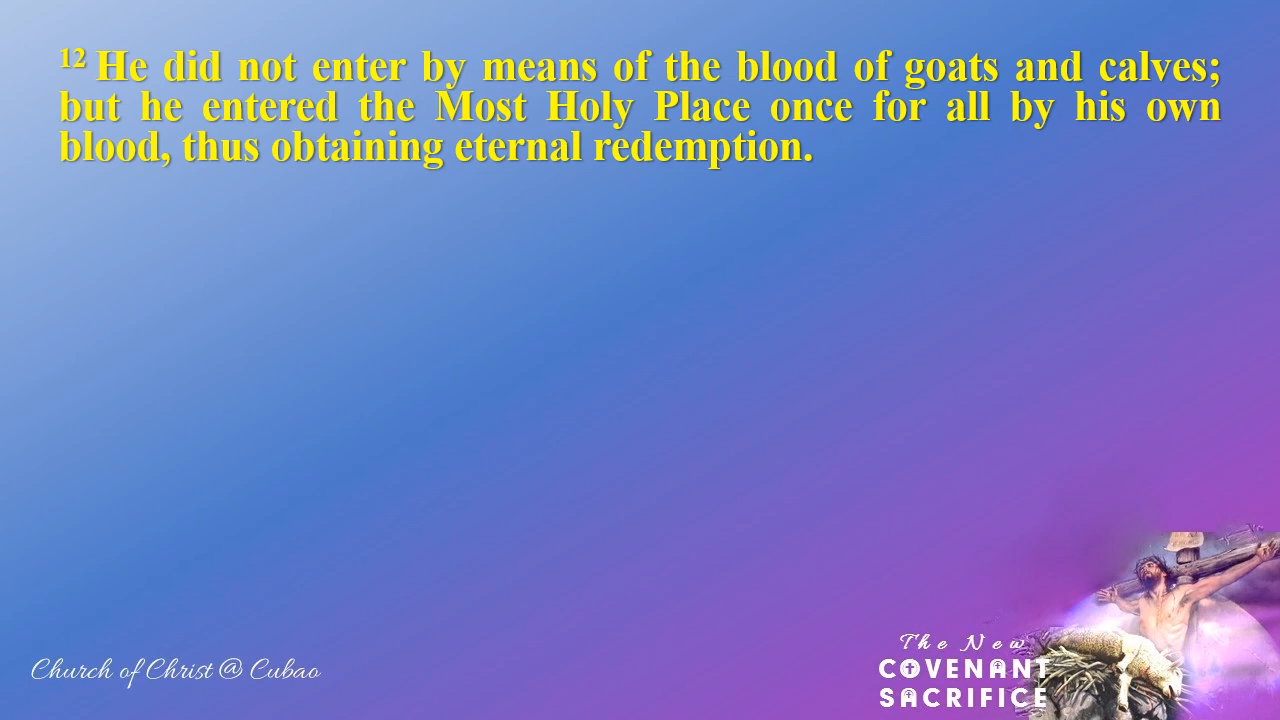 12 He did not enter by means of the blood of goats and calves;
but he entered the Most Holy Place once for all by his own
blood, thus obtaining eternal redemption.
Church of Christ @ Cubao
The New
COVENANT
SACRIFICE